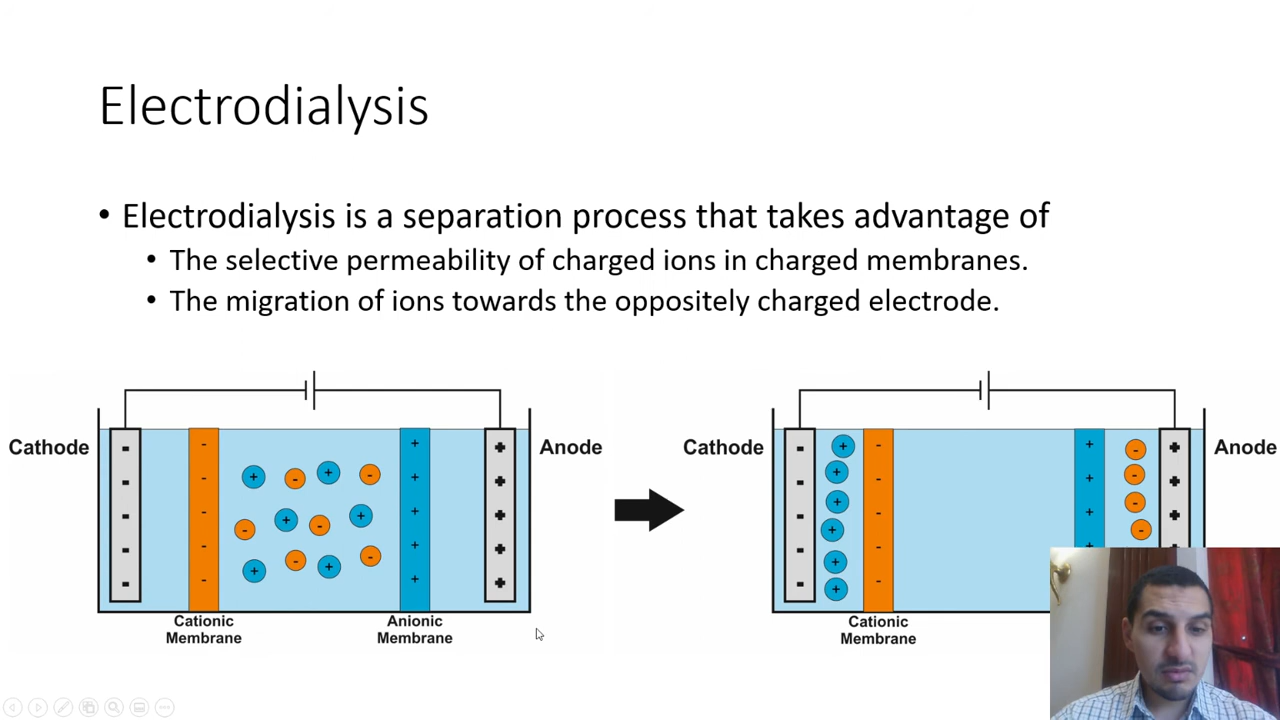 Electrodialysis
• Electrodialysis is a separation process that takes advantage of
• The selective permeability of charged ions in charged membranes.
• The migration of ions towards the oppositely charged electrode.
Cathode
Anode
Cationic
Membrane
Anionic
Membrane
Cathode
Anode
Cationic
Membrane